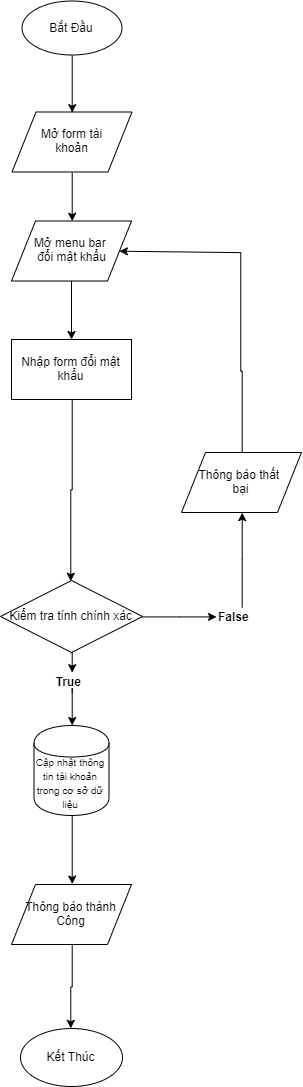 Bắt Đầu
Mở form tài
khoản
Mở menu bar
đổi mật khẩu
Nhập form đổi mật
khẩu
Thông báo thất
bại
Kiểm tra tính chính xác
False
True
Cập nhật thông
tin tài khoản
trong cơ sở dữ
liệu
Thông báo thành
Công
Kết Thúc